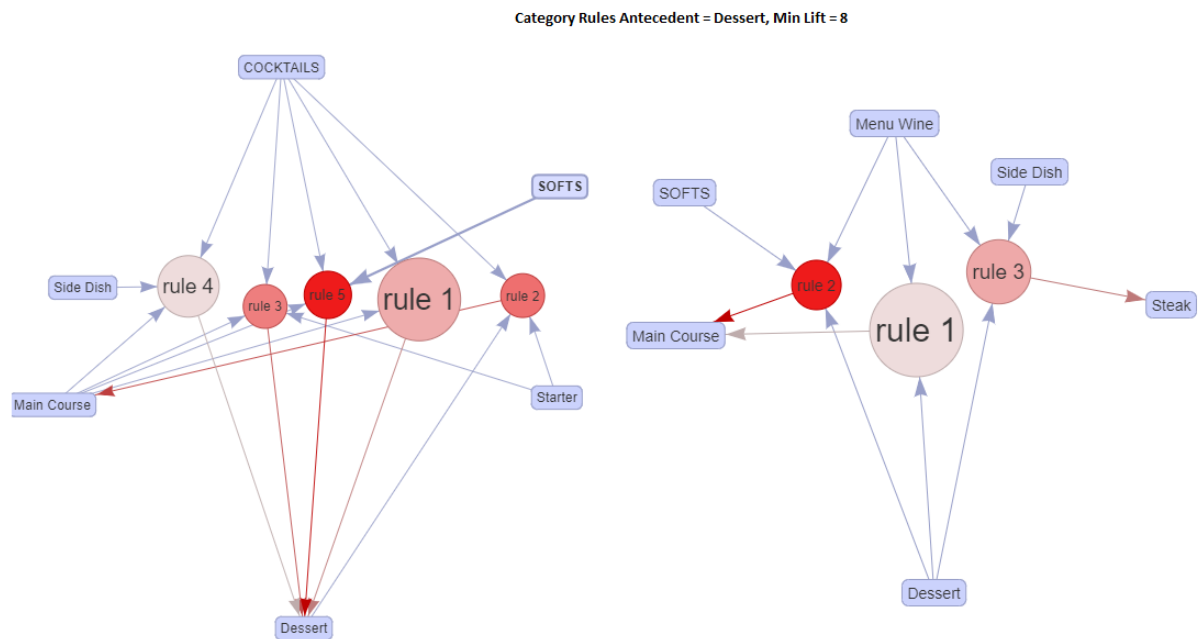 Category Rules Antecedent = Dessert, Min Lift = 8
COCKTAILS
SOFTS
Side Dish
rule 4
rule 3
rule 5
rule 1
rule 2
Main Course
Starter
Dessert
Menu Wine
SOFTS
Side Dish
rule 2
rule 3
rule 1
Steak
Main Course
Dessert